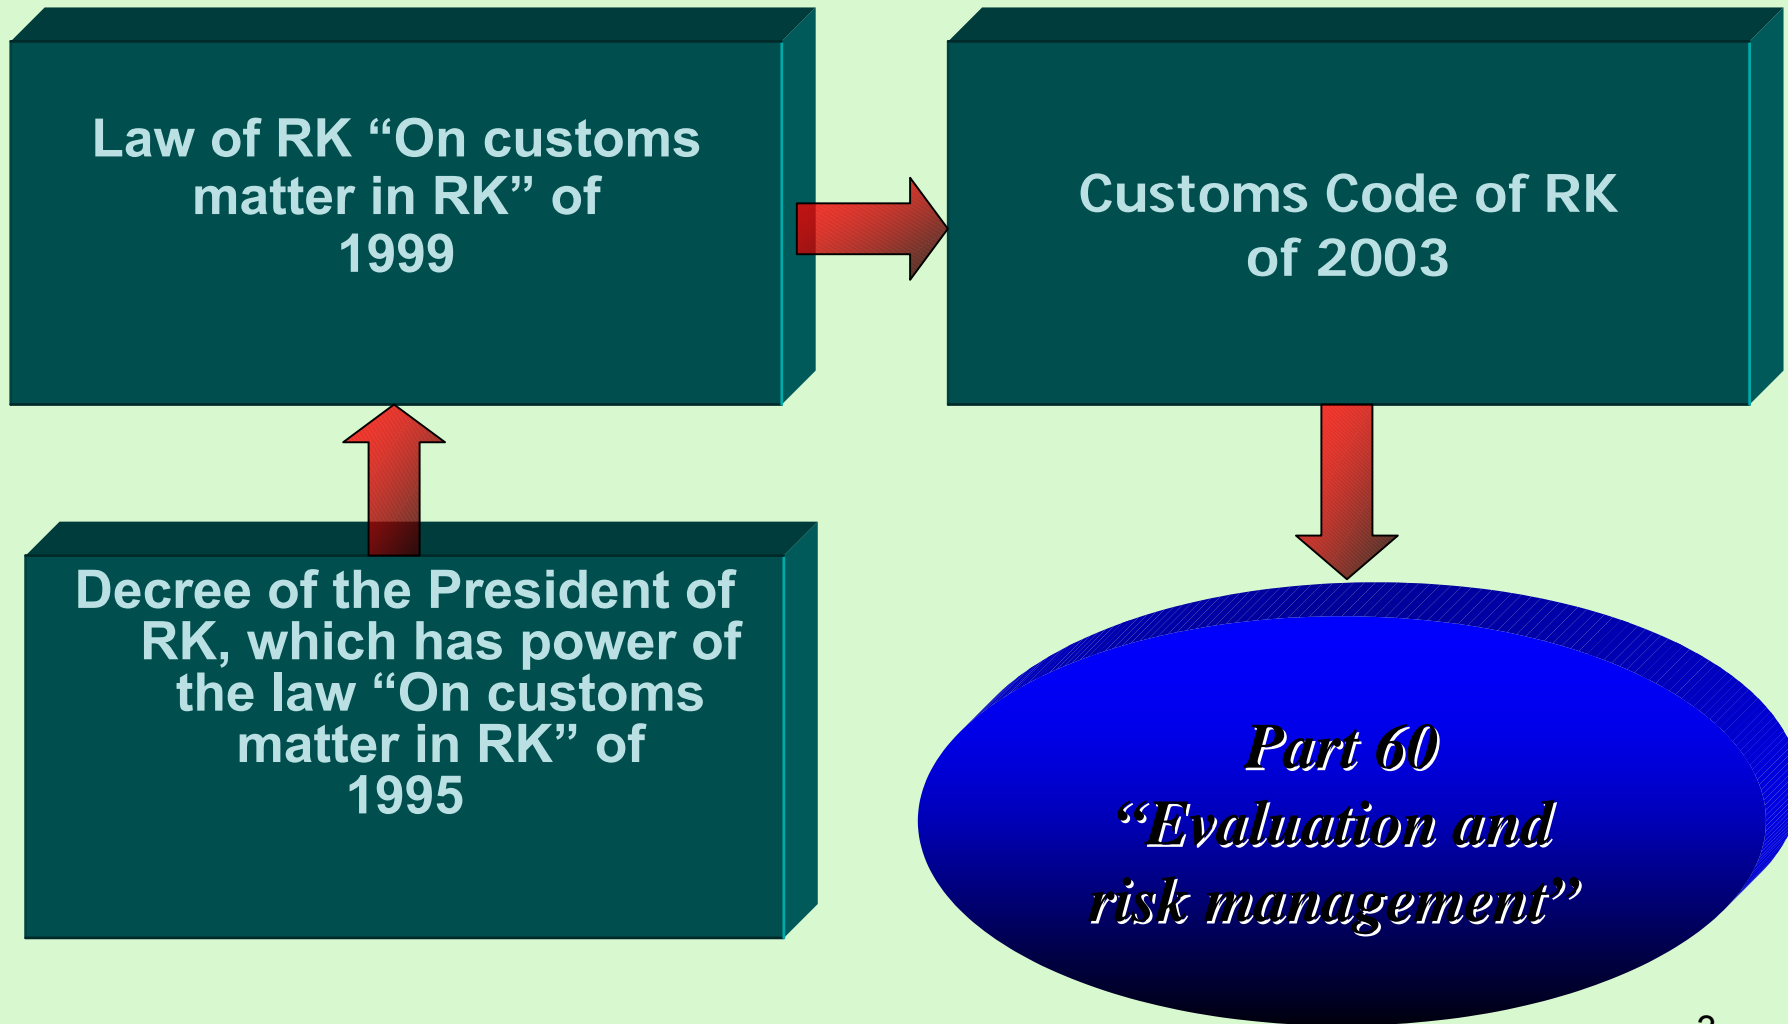 Law of RK “On customs
matter in RK” of
1999
Customs Code of RK
of 2003
Decree of the President of
RK, which has power of
the law “On customs
matter in RK” of
1995
Part 60
“Evaluation and
risk management”